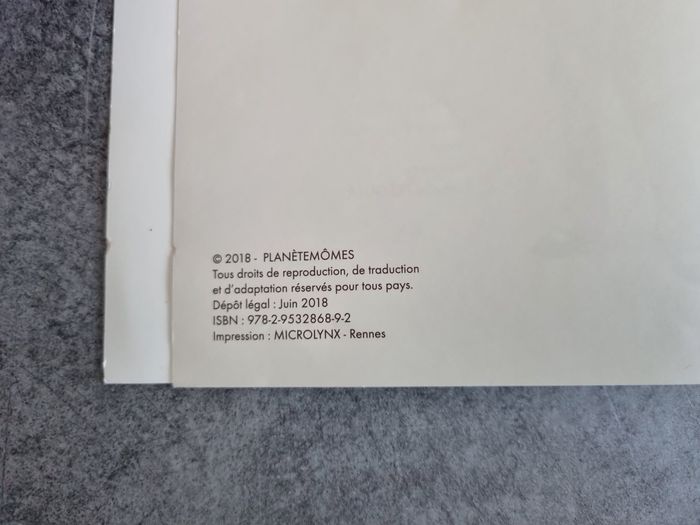 © 2018 - PLANÈTEMÔMES
Tous droits de reproduction, de traduction
et d'adaptation réservés pour tous pays.
Dépôt légal : Juin 2018
ISBN : 978-2-9532868-9-2
Impression : MICROLYNX - Rennes